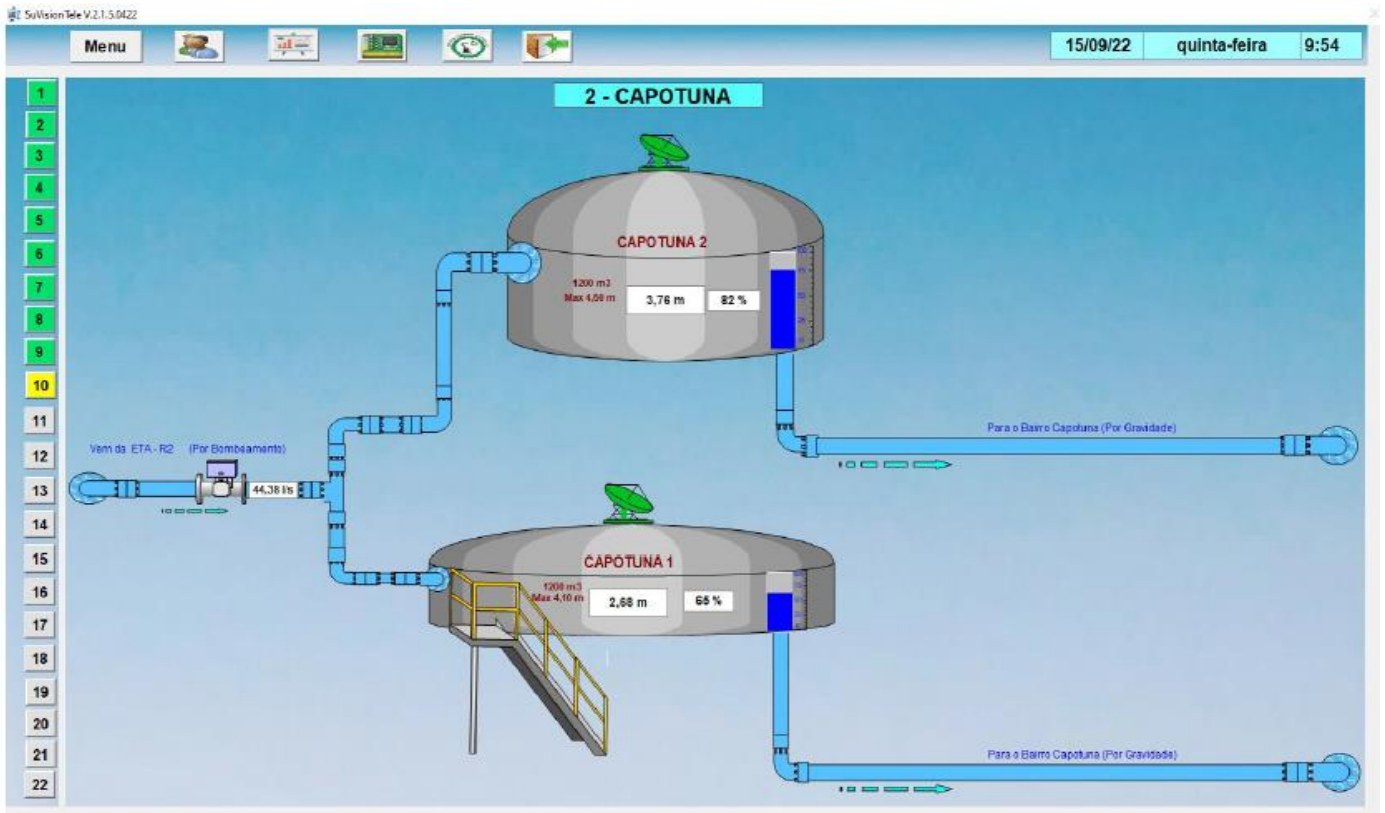 SuVision Tele V.2.1.5.0422
Menu
15/09/22 quinta-feira 9:54
2 - CAPOTUNA
1
2
3
4
5
6
7
8
9
10
11
12
13
14
15
16
17
18
19
20
21
22
CAPOTUNA 2
1200 m3
Max 4,50 m
3,76 m 82 %
Para o Bairro Capotuna (Por Gravidade)
Vem da ETA - R2 (Por Bombeamento)
44,38 l/s
CAPOTUNA 1
1200 m3
Max 4,10 m
2,68 m 65 %
Para o Bairro Capotuna (Por Gravidade)